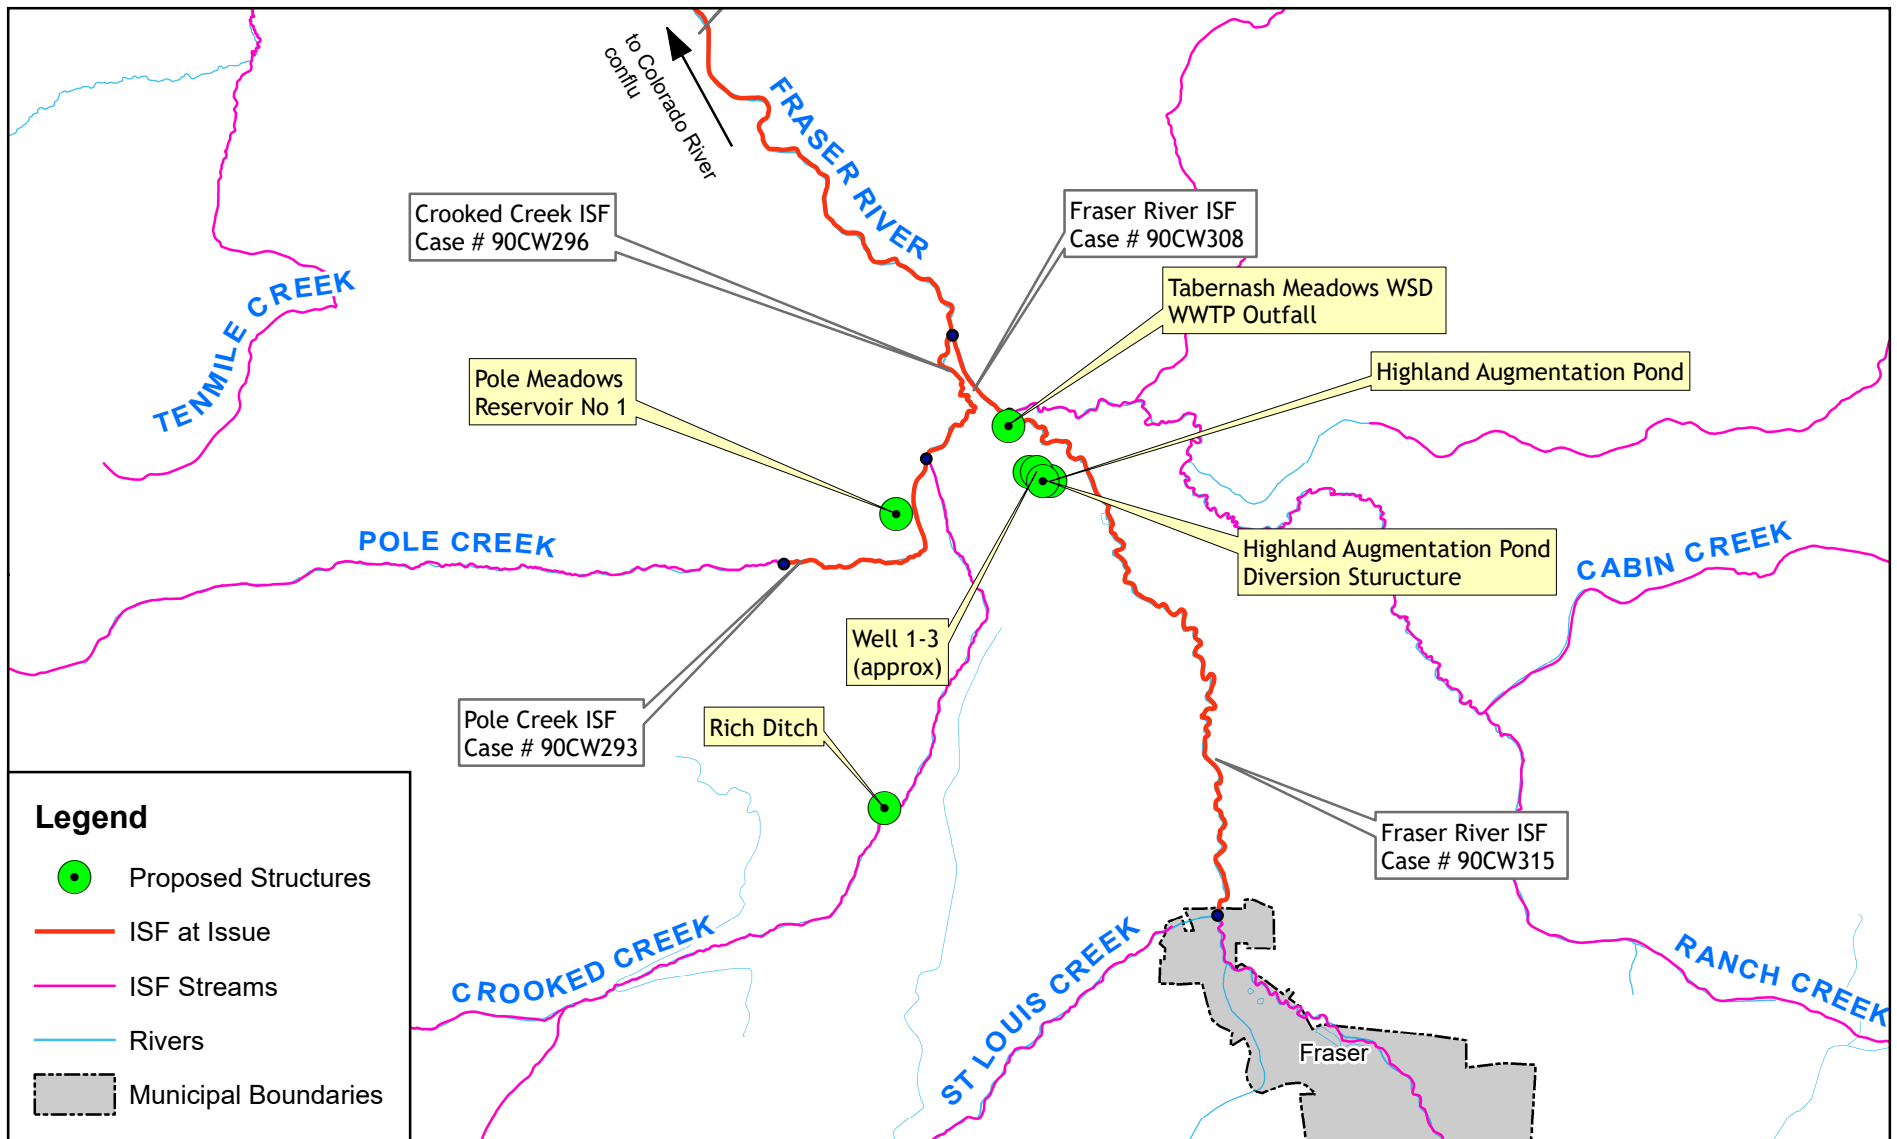 to Colorado River
conflu
FRASER RIVER
Crooked Creek ISF
Case # 90CW296
Fraser River ISF
Case # 90CW308
Tabernash Meadows WSD
WWTP Outfall
TENMILE CREEK
Pole Meadows
Reservoir No 1
Highland Augmentation Pond
POLE CREEK
Highland Augmentation Pond
Diversion Sturucture
CABIN CREEK
Well 1-3
(approx)
Pole Creek ISF
Case # 90CW293
Rich Ditch
Fraser River ISF
Case # 90CW315
CROOKED CREEK
ST LOUIS CREEK
RANCH CREEK
Fraser
Legend
Proposed Structures
ISF at Issue
ISF Streams
Rivers
Municipal Boundaries